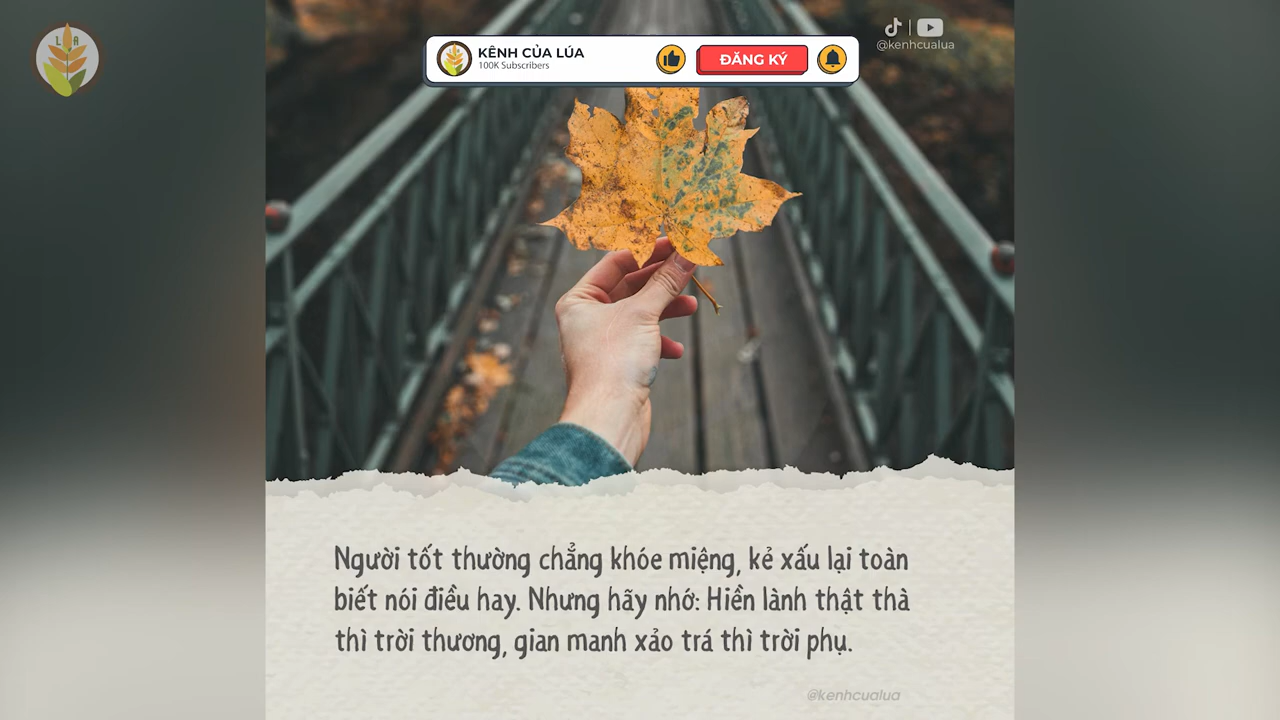 L A
KÊNH CỦA LÚA
100K Subscribers
ĐĂNG KÝ
@kenhcualua
Người tốt thường chẳng khóe miệng, kẻ xấu lại toàn
biết nói điều hay. Nhưng hãy nhớ: Hiền lành thật thà
thì trời thương, gian manh xảo trá thì trời phụ.
@kenhcualua